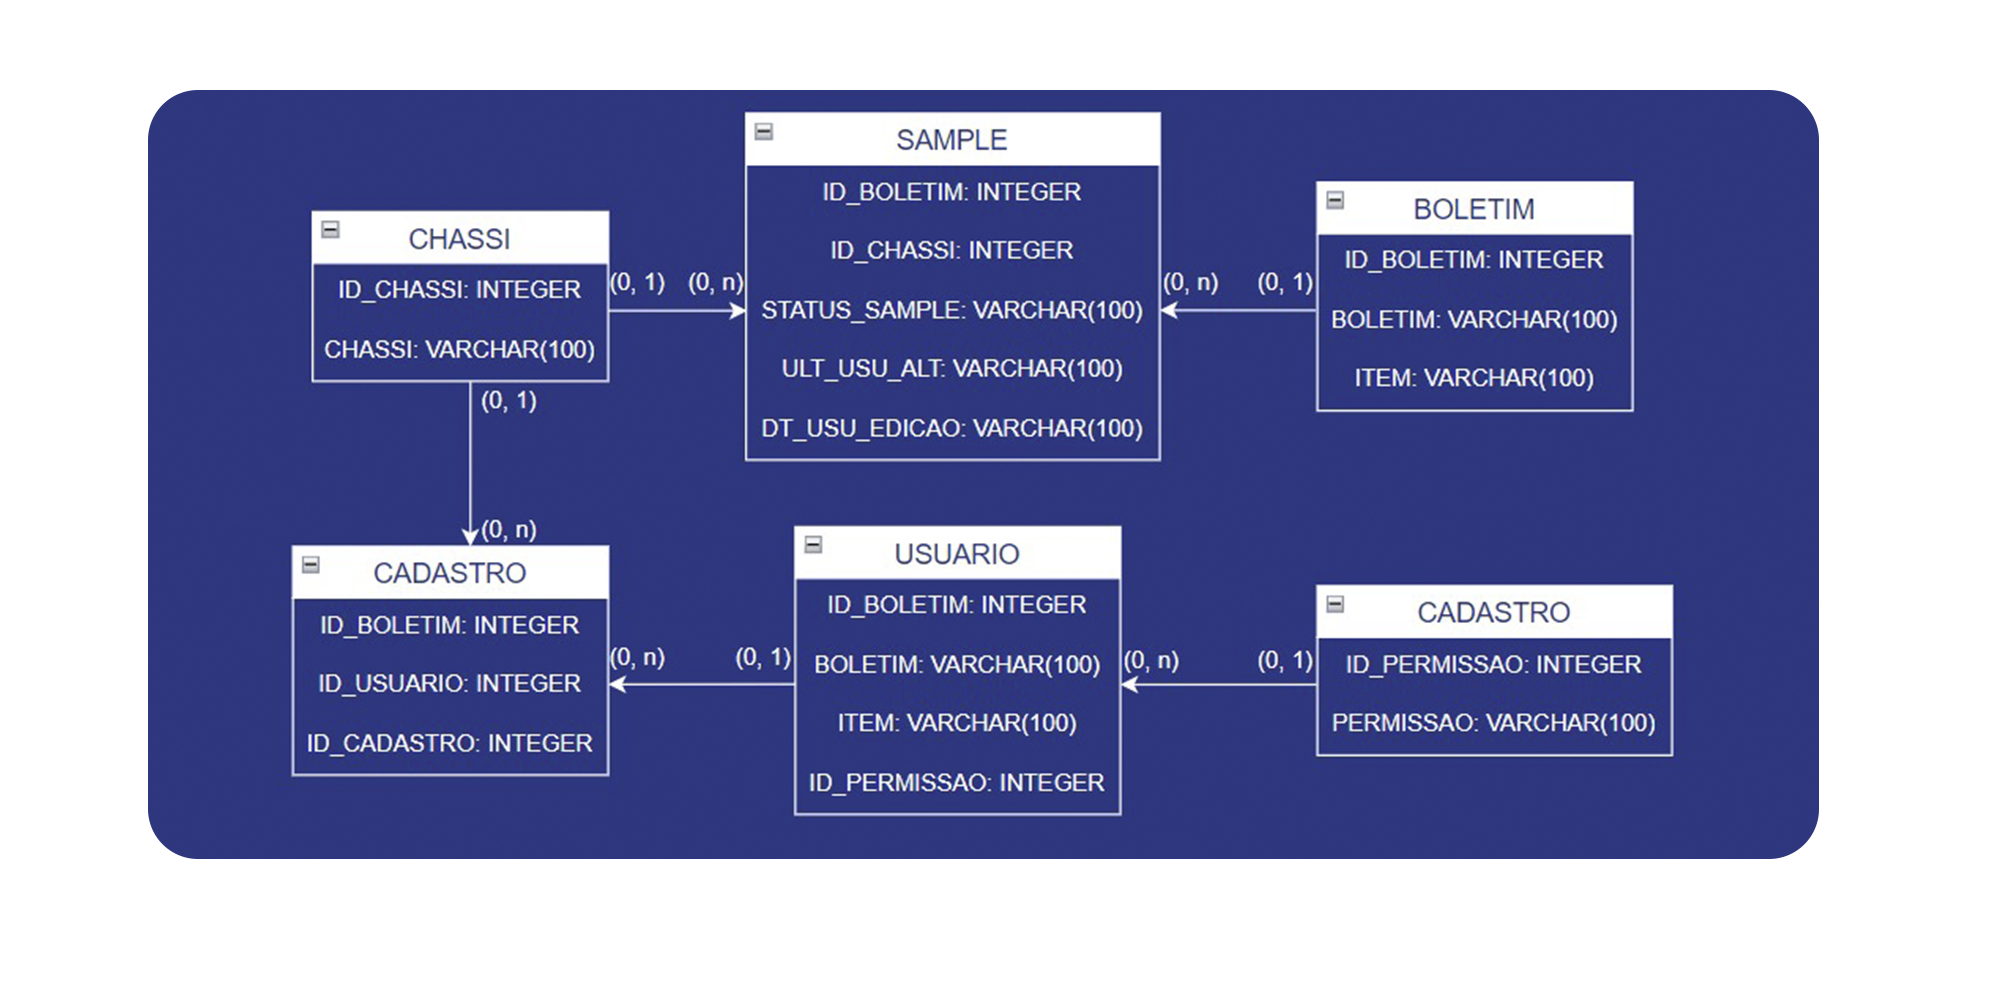 SAMPLE
ID_BOLETIM: INTEGER
ID_CHASSI: INTEGER
STATUS_SAMPLE: VARCHAR(100)
ULT_USU_ALT: VARCHAR(100)
DT_USU_EDICAO: VARCHAR(100)
CHASSI
ID_CHASSI: INTEGER
CHASSI: VARCHAR(100)
(0, 1)
(0, n)
BOLETIM
ID_BOLETIM: INTEGER
BOLETIM: VARCHAR(100)
ITEM: VARCHAR(100)
(0, n)
(0, 1)
(0, 1)
(0, n)
CADASTRO
ID_BOLETIM: INTEGER
ID_USUARIO: INTEGER
ID_CADASTRO: INTEGER
(0, n)
(0, 1)
USUARIO
ID_BOLETIM: INTEGER
BOLETIM: VARCHAR(100)
ITEM: VARCHAR(100)
ID_PERMISSAO: INTEGER
(0, n)
(0, 1)
CADASTRO
ID_PERMISSAO: INTEGER
PERMISSAO: VARCHAR(100)